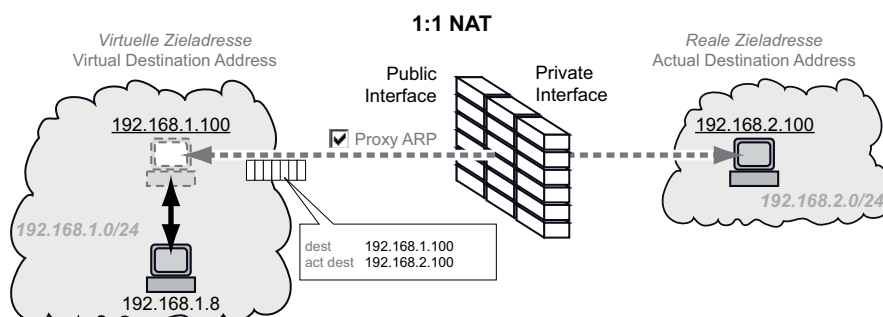 1:1 NAT
Virtuelle Zieladresse
Virtual Destination Address
Reale Zieladresse
Actual Destination Address
Public
Interface
Private
Interface
192.168.1.100
Proxy ARP
192.168.2.100
192.168.2.0/24
192.168.1.0/24
dest 192.168.1.100
act dest 192.168.2.100
192.168.1.8